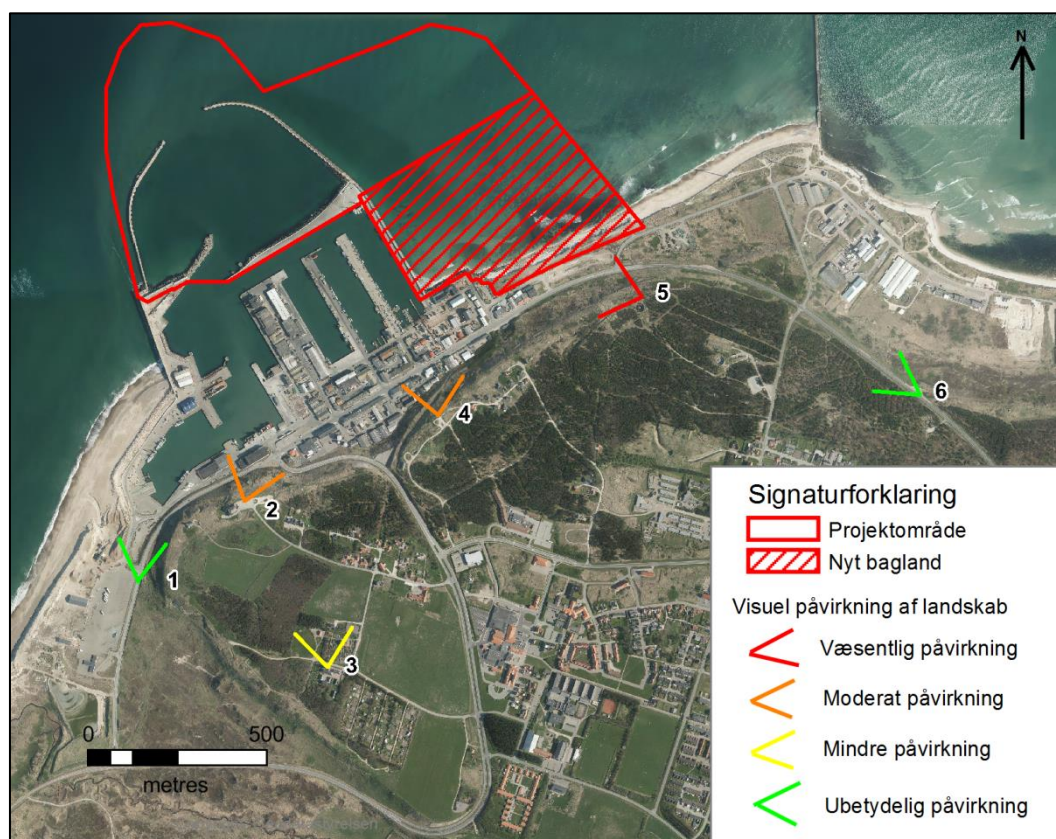 N
5
6
4
2
1
3
0
500
metres
Signaturforklaring
Projektområde
Nyt bagland
Visuel påvirkning af landskab
Væsentlig påvirkning
Moderat påvirkning
Mindre påvirkning
Ubetydelig påvirkning